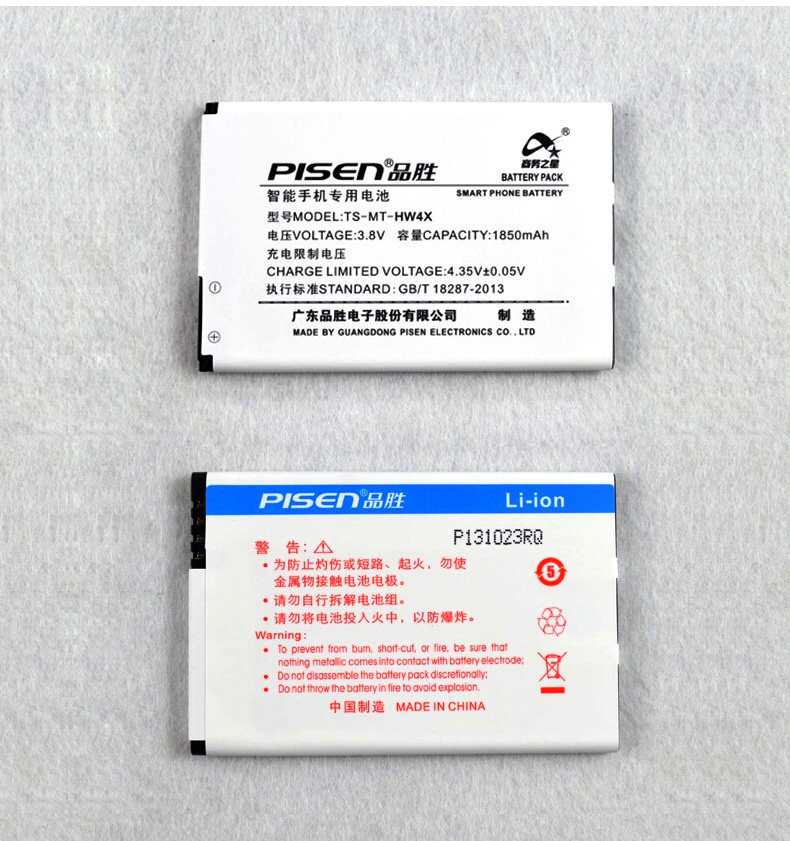 商务之星®
PISEN®品胜 BATTERY PACK
智能手机专用电池 SMART PHONE BATTERY
型号MODEL:TS-MT-HW4X
电压VOLTAGE:3.8V 容量CAPACITY:1850mAh
充电限制电压
CHARGE LIMITED VOLTAGE:4.35V±0.05V
执行标准STANDARD: GB/T 18287-2013
广东品胜电子股份有限公司 制 造
MADE BY GUANGDONG PISEN ELECTRONICS CO., LTD
PISEN®品胜 Li-ion
P131023RQ
警 告:
• 为防止灼伤或短路、起火，勿使
金属物接触电池电极。
• 请勿自行拆解电池组。
• 请勿将电池投入火中，以防爆炸。
5
Warning:
• To prevent from burn, short-cut, or fire, be sure that
nothing metallic comes into contact with battery electrode;
• Do not disassemble the battery pack discretionally;
• Do not throw the battery in fire to avoid explosion.
中国制造 MADE IN CHINA